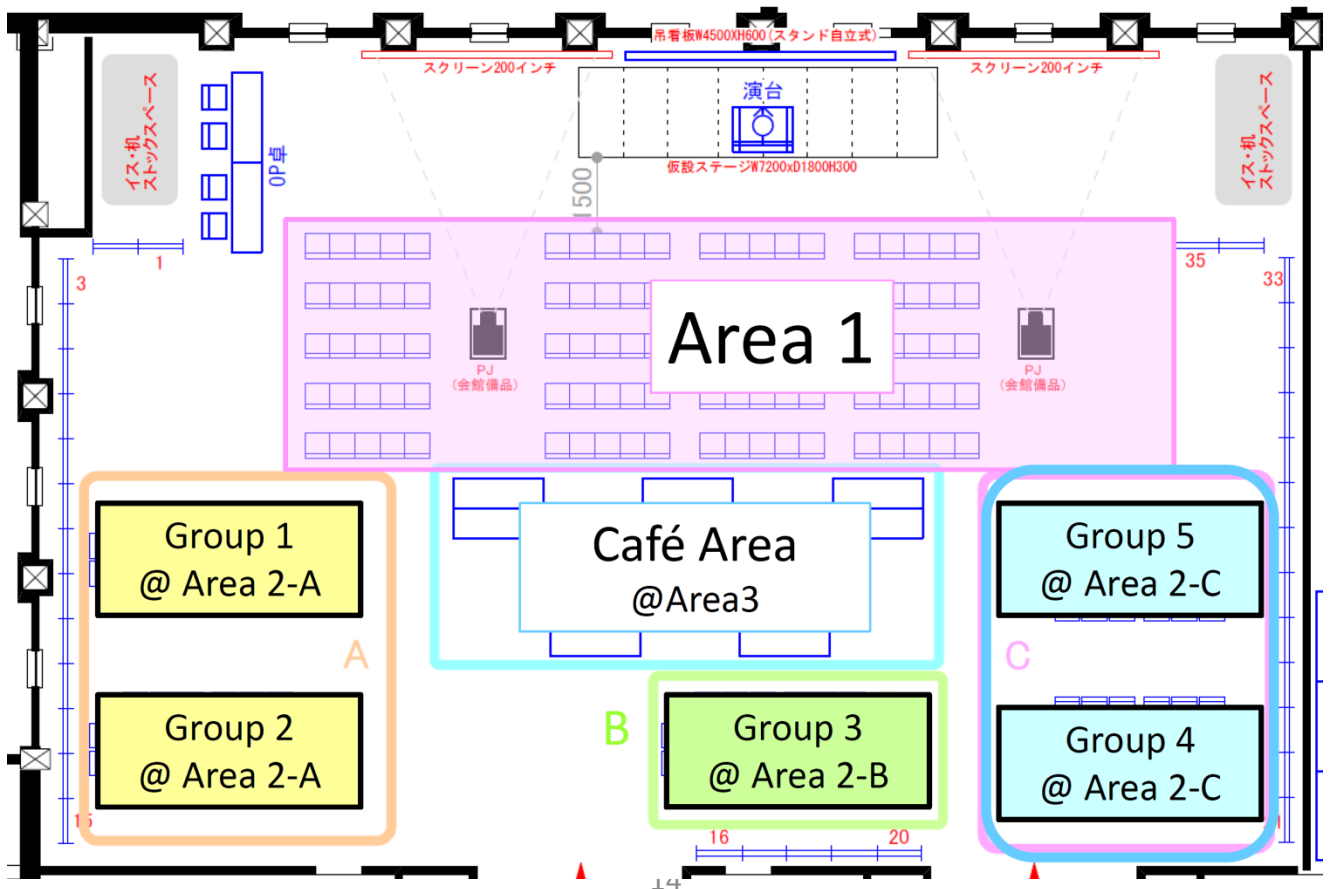 吊看板W4500XH600(スタンド自立式)
スクリーン200インチ
スクリーン200インチ
イス・机
ストックスペース
OP卓
演台
仮設ステージW7200xD1800H300
イス・机
ストックスペース
1500
1
35
3
33
Area 1
PJ
(会館備品)
PJ
(会館備品)
Group 1
@ Area 2-A
Café Area
@Area3
Group 5
@ Area 2-C
A
C
Group 2
@ Area 2-A
B
Group 3
@ Area 2-B
Group 4
@ Area 2-C
15
16
20
14